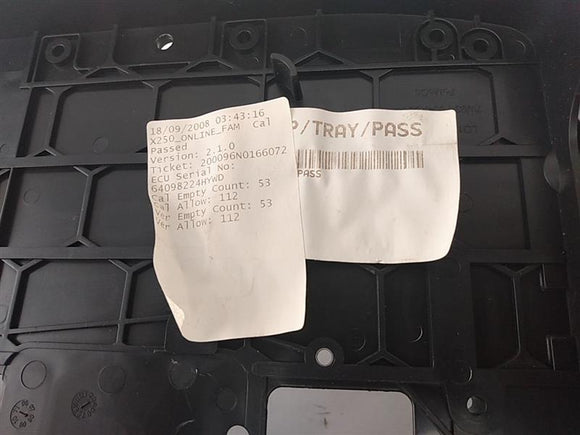 18/09/2008 03:43:16
X250_ONLINE_FAM Cal
Passed
Version: 2.1.0
Ticket: 200096N0166072
ECU Serial No:
64098224HYWD
Cal Empty Count: 53
Cal Allow: 112
Ver Empty Count: 53
Ver Allow: 112
P/TRAY/PASS
PASS